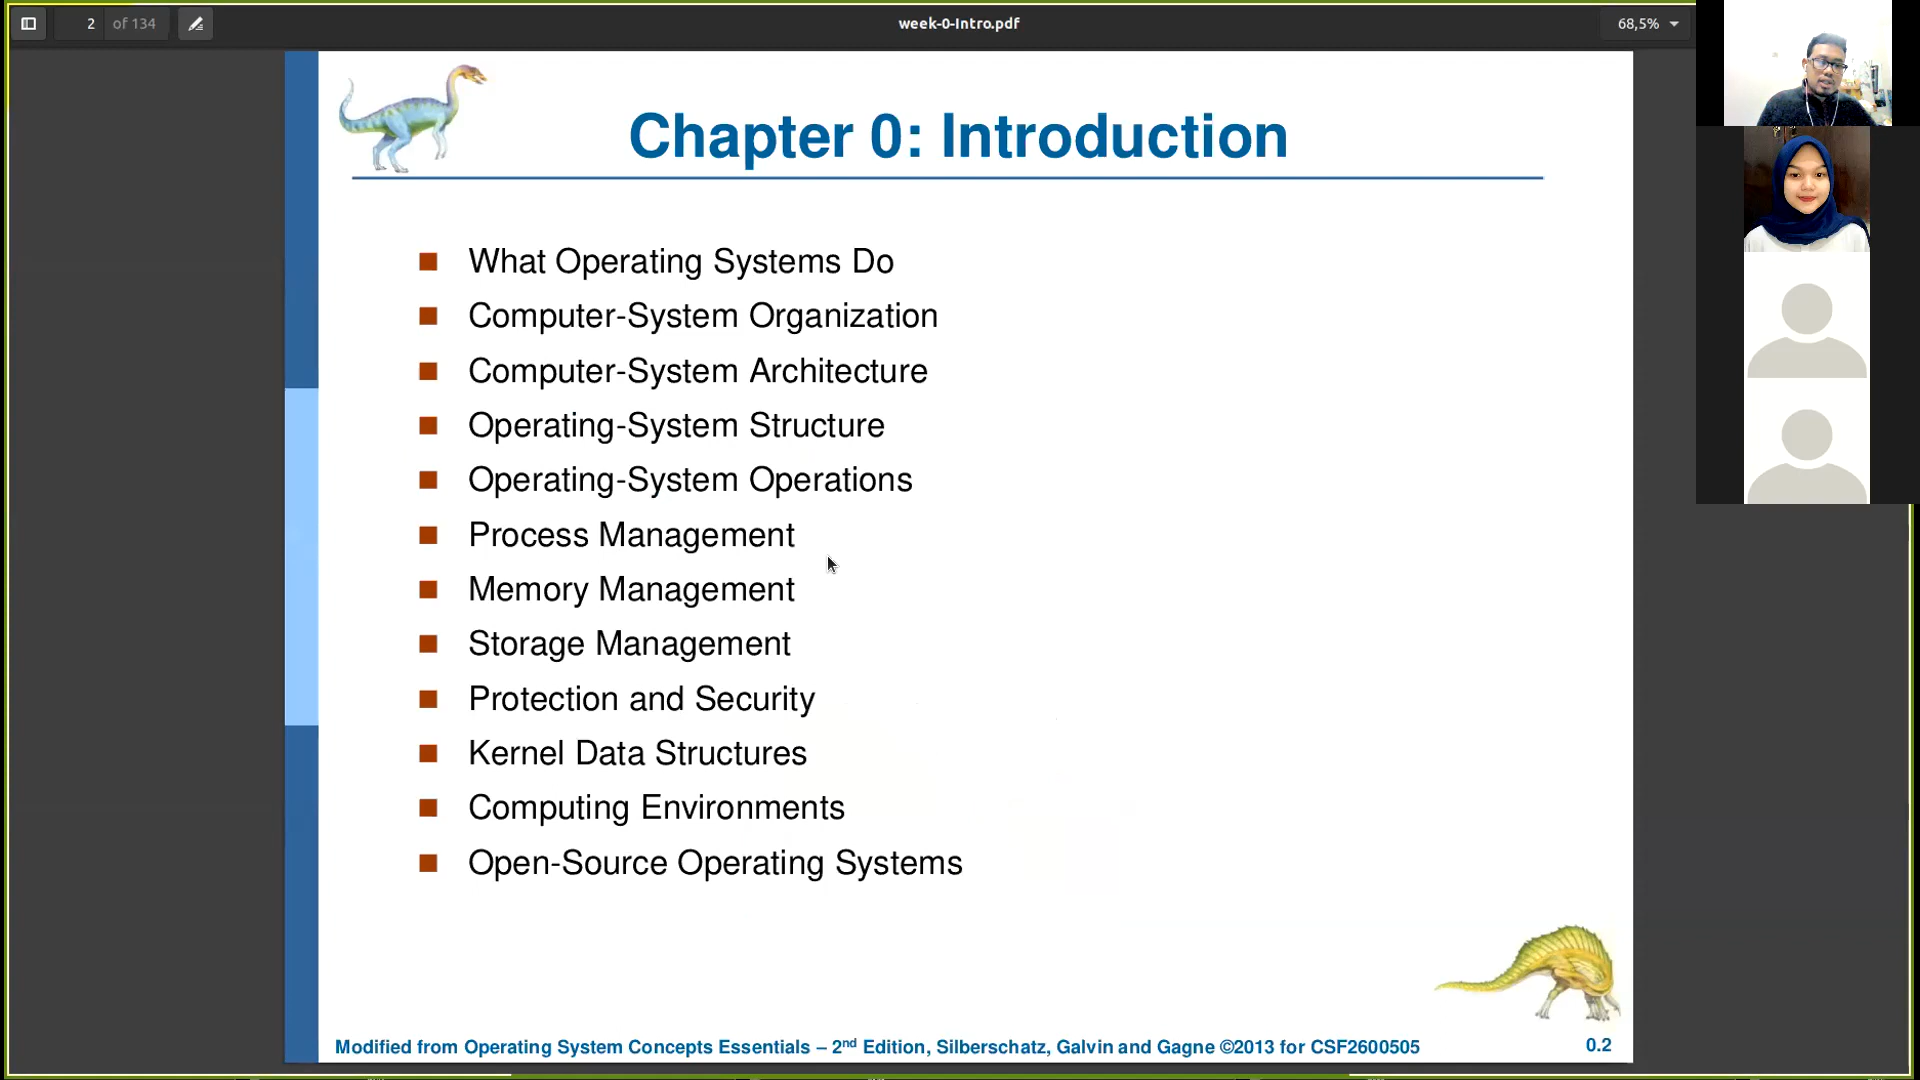 2 of 134
week-0-Intro.pdf
68,5%
Chapter 0: Introduction
What Operating Systems Do
Computer-System Organization
Computer-System Architecture
Operating-System Structure
Operating-System Operations
Process Management
Memory Management
Storage Management
Protection and Security
Kernel Data Structures
Computing Environments
Open-Source Operating Systems
Modified from Operating System Concepts Essentials – 2nd Edition, Silberschatz, Galvin and Gagne ©2013 for CSF2600505
0.2